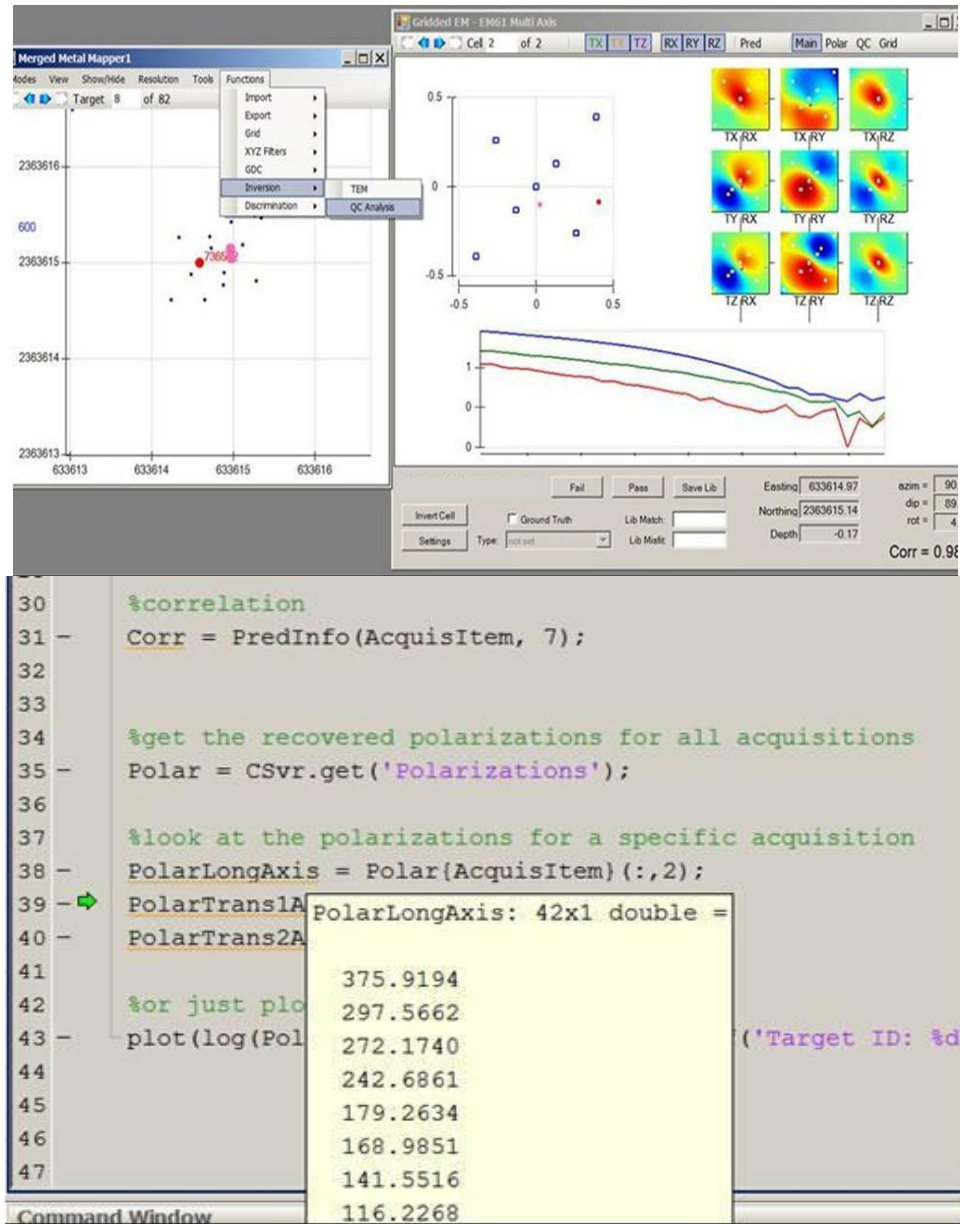 Gridded EM - EM61 Multi Axis
Cell 2 of 2 TX TY TZ RX RY RZ Pred Main Polar QC Grid
Merged Metal Mapper1
Modes View Show/Hide Resolution Tools Functions
Target 8 of 82
Import
Export
Grid
XYZ Filters
GDC
Inversion
Discrimination
TEM
QC Analysis
2363616
600
2363615
2363614
2363613
633613 633614 633615 633616
0.5
0
-0.5
-0.5 0 0.5
TX RX TX RY TX RZ
TY RX TY RY TY RZ
TZ RX TZ RY TZ RZ
1
0
0
Fail Pass Save Lib
Invert Cell
Settings
Ground Truth
Type: not set
Lib Match:
Lib Misfit:
Easting 633614.97
Northing 2363615.14
Depth -0.17
azim = 90.
dip = 89.
rot = 4
Corr = 0.98
30 %correlation
31 - Corr = PredInfo(AcquisItem, 7);
32
33
34 %get the recovered polarizations for all acquisitions
35 - Polar = CSvr.get('Polarizations');
36
37 %look at the polarizations for a specific acquisition
38 - PolarLongAxis = Polar{AcquisItem}(:,2);
39 - PolarTrans1A
40 - PolarTrans2A
41
42 %or just plo
43 - plot(log(Pol ('Target ID: %d
44
45
46
47
PolarLongAxis: 42x1 double =
375.9194
297.5662
272.1740
242.6861
179.2634
168.9851
141.5516
116.2268
Command Window